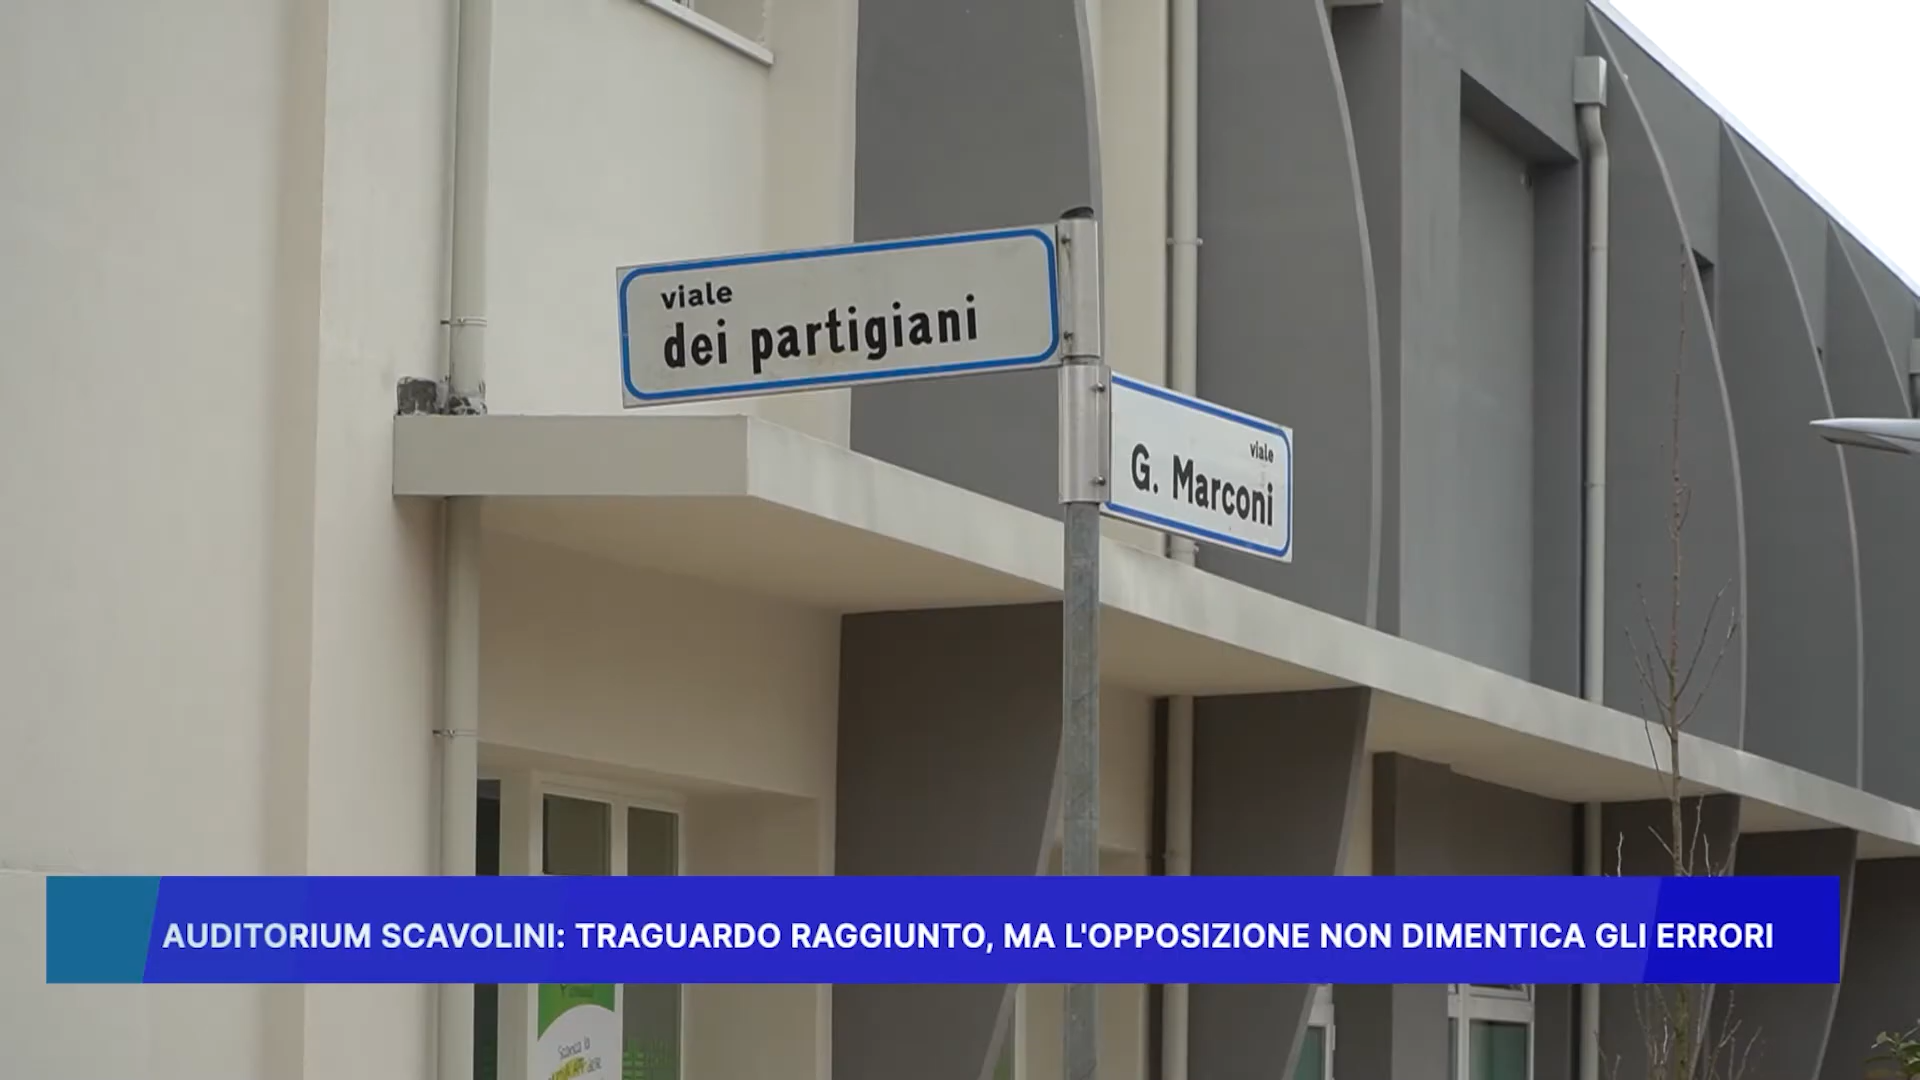 viale
dei partigiani
viale
G. Marconi
AUDITORIUM SCAVOLINI: TRAGUARDO RAGGIUNTO, MA L'OPPOSIZIONE NON DIMENTICA GLI ERRORI